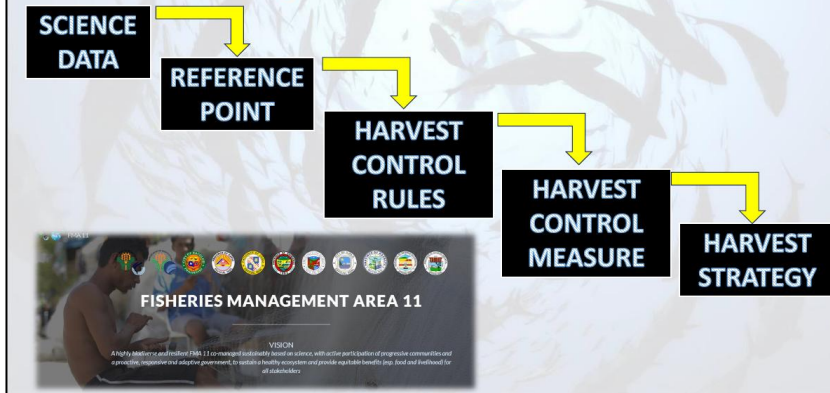 SCIENCE
DATA
REFERENCE
POINT
HARVEST
CONTROL
RULES
HARVEST
CONTROL
MEASURE
HARVEST
STRATEGY
FISHERIES MANAGEMENT AREA 11
VISION
A highly biodiverse and resilient FMA 11 co-managed sustainably based on science, with active participation of progressive communities and
a proactive, responsive and adaptive government, to sustain a healthy ecosystem and provide equitable benefits (esp. food and livelihood) for
all stakeholders